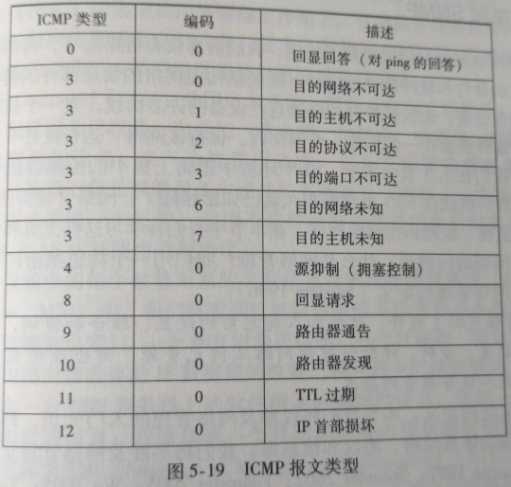 ICMP 类型 编码 描述
0 0 回显回答（对 ping 的回答）
3 0 目的网络不可达
3 1 目的主机不可达
3 2 目的协议不可达
3 3 目的端口不可达
3 6 目的网络未知
3 7 目的主机未知
4 0 源抑制（拥塞控制）
8 0 回显请求
9 0 路由器通告
10 0 路由器发现
11 0 TTL 过期
12 0 IP 首部损坏
图 5-19 ICMP 报文类型